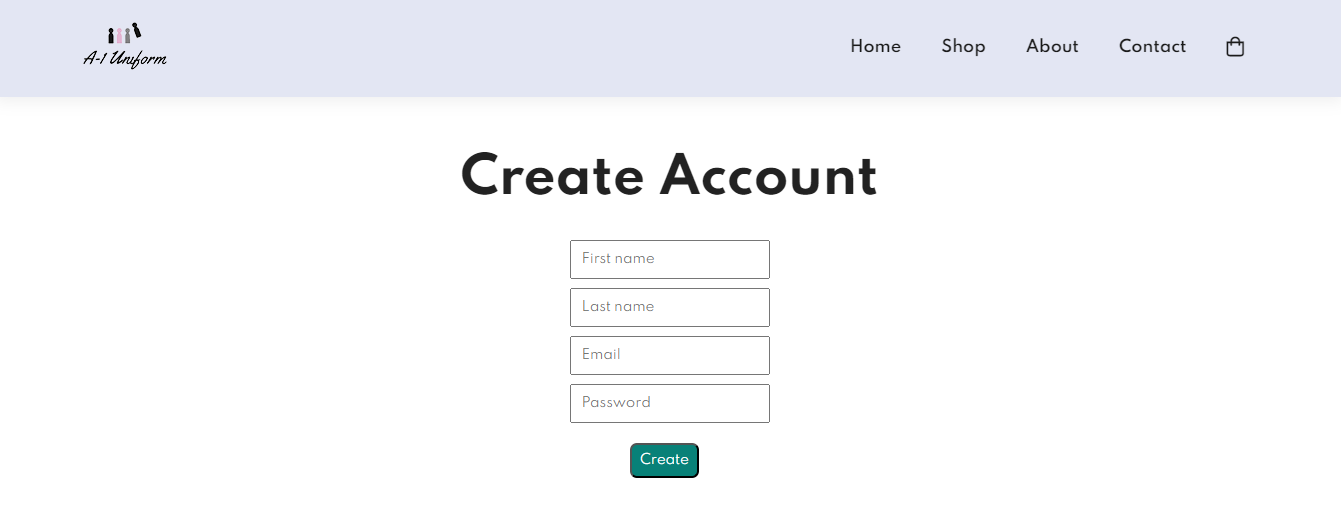 A-1 Uniform
Home Shop About Contact
Create Account
First name
Last name
Email
Password
Create